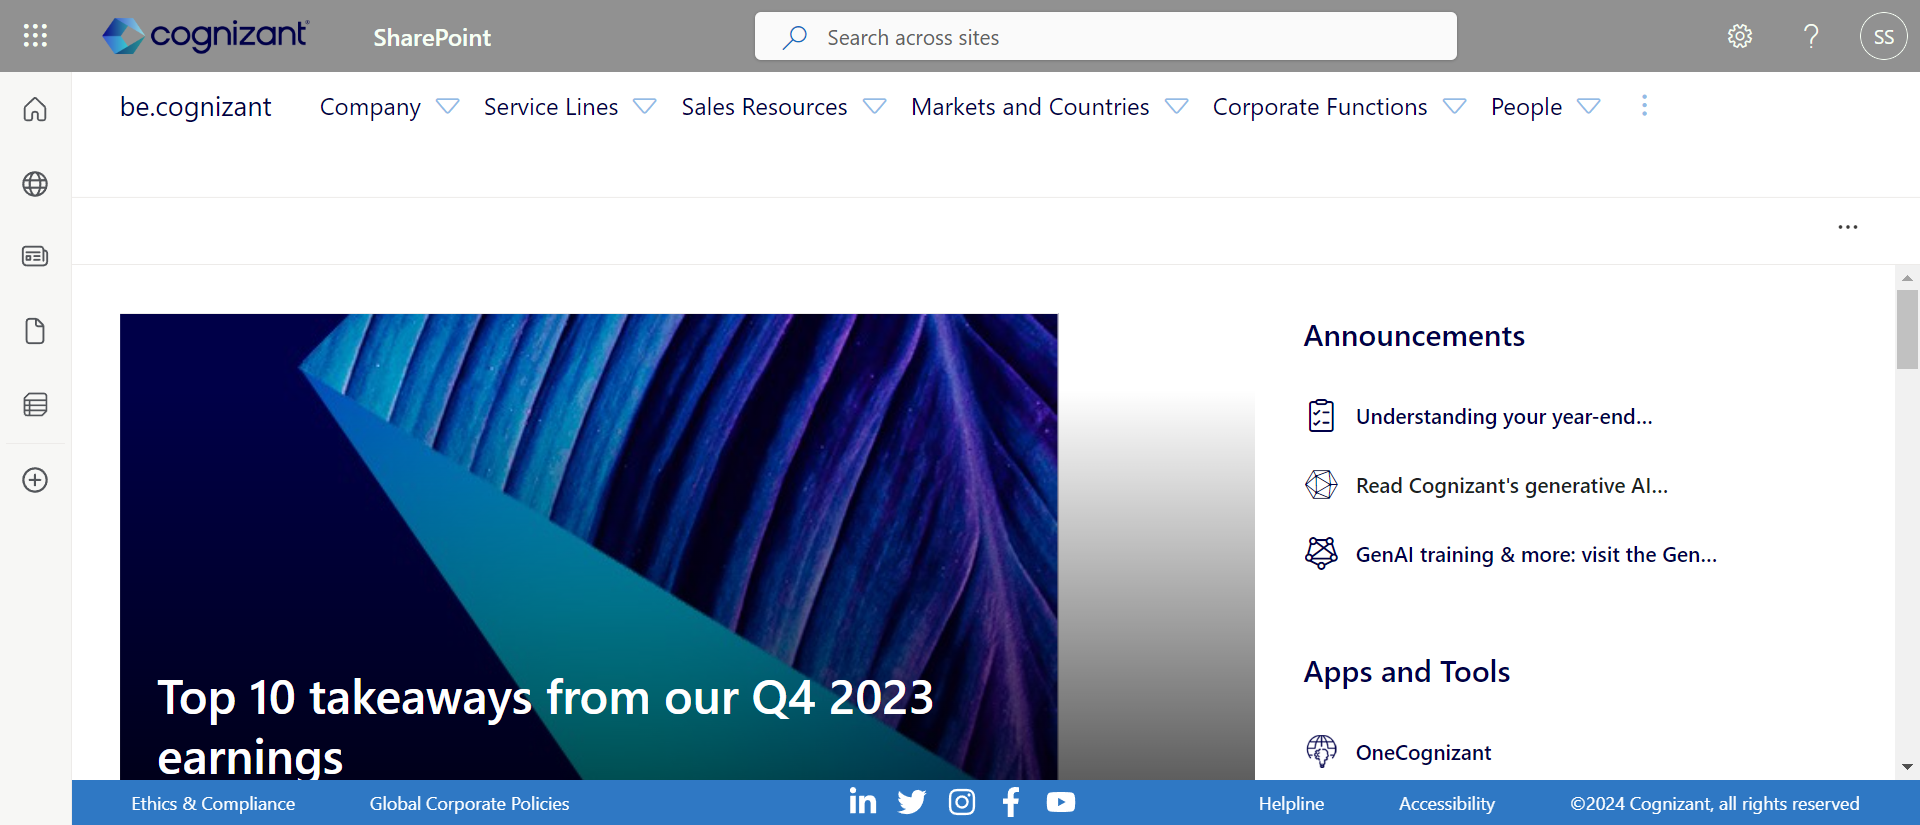 cognizant
SharePoint
Search across sites
SS
be.cognizant
Company
Service Lines
Sales Resources
Markets and Countries
Corporate Functions
People
Announcements
Understanding your year-end...
Read Cognizant's generative AI...
GenAI training & more: visit the Gen...
Top 10 takeaways from our Q4 2023
earnings
Apps and Tools
OneCognizant
Ethics & Compliance
Global Corporate Policies
Helpline
Accessibility
©2024 Cognizant, all rights reserved